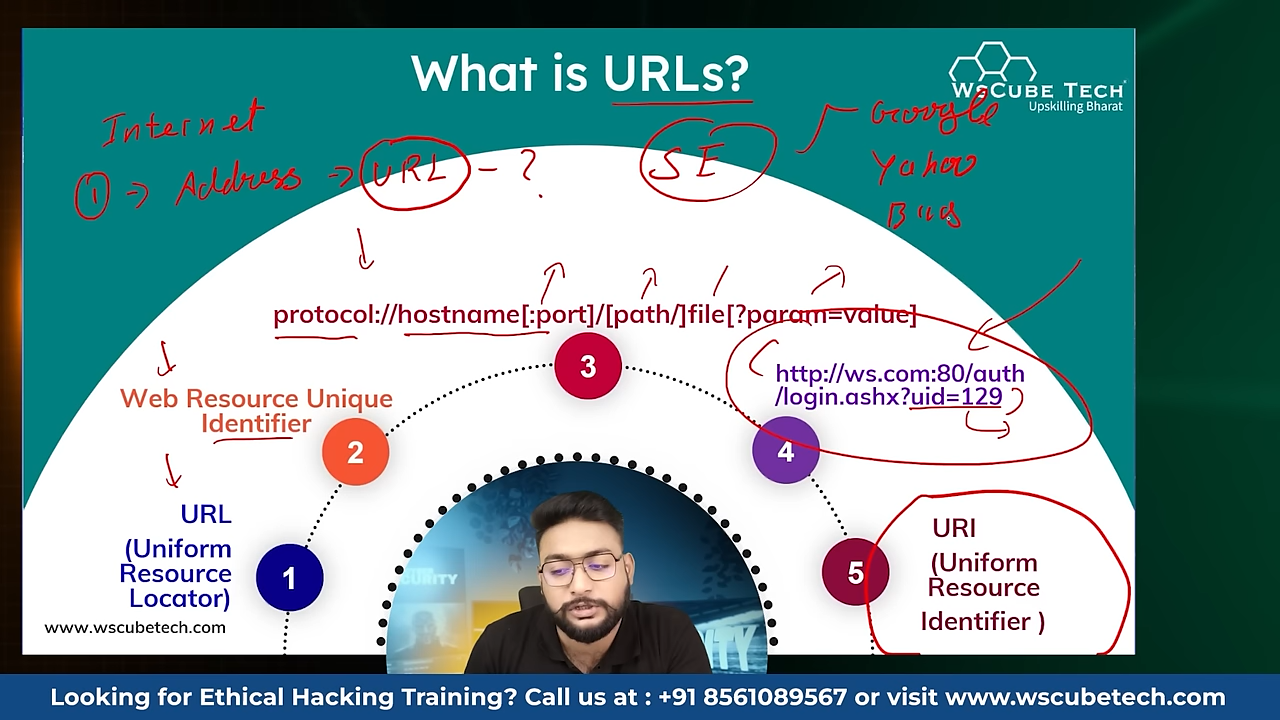 What is URLs?
WSCUBE TECH
Upskilling Bharat
Internet
① → Address → URL - ?
SE
Google
Yahoo
protocol://hostname[:port]/[path/]file[?param=value]
3
http://ws.com:80/auth
/login.ashx?uid=129
Web Resource Unique
Identifier
2
4
URL
(Uniform
Resource
Locator)
1
5
URI
(Uniform
Resource
Identifier )
www.wscubetech.com
Looking for Ethical Hacking Training? Call us at : +91 8561089567 or visit www.wscubetech.com